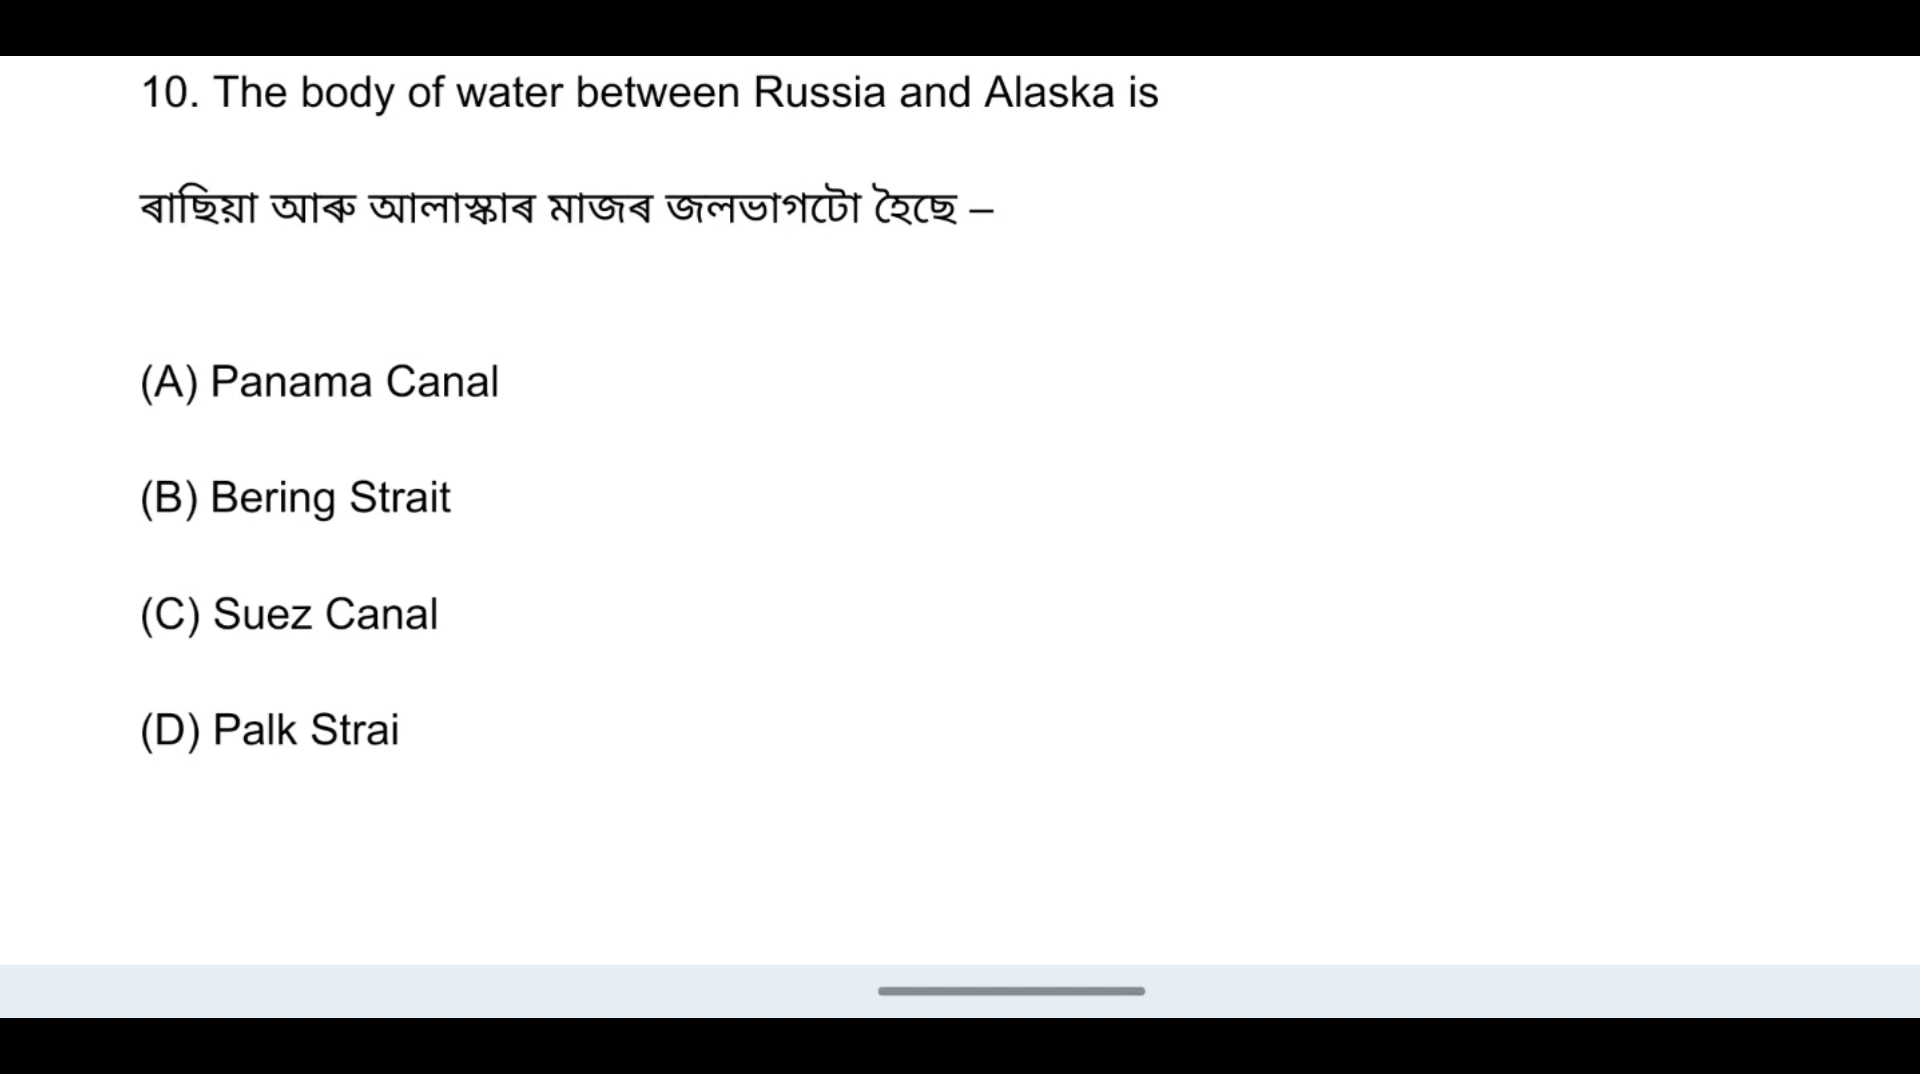 10. The body of water between Russia and Alaska is
ৰাছিয়া আৰু আলাস্কাৰ মাজৰ জলভাগটো হৈছে –
(A) Panama Canal
(B) Bering Strait
(C) Suez Canal
(D) Palk Strai